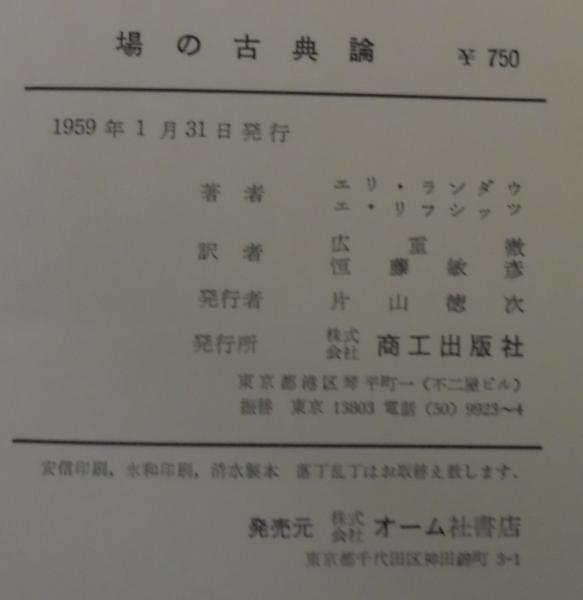 場の古典論 ¥ 750
1959年1月31日発行
著者 エリ・ランダウ
エ・リフシッツ
訳者 広重徹
恒藤敏彦
発行者 片山徳次
発行所 株式会社 商工出版社
東京都港区琴平町一(不二屋ビル)
振替 東京 13803 電話 (50) 9923~4
安信印刷, 永和印刷, 清水製本 落丁乱丁はお取替え致します.
発売元 株式会社 オーム社書店
東京都千代田区神田錦町 3-1